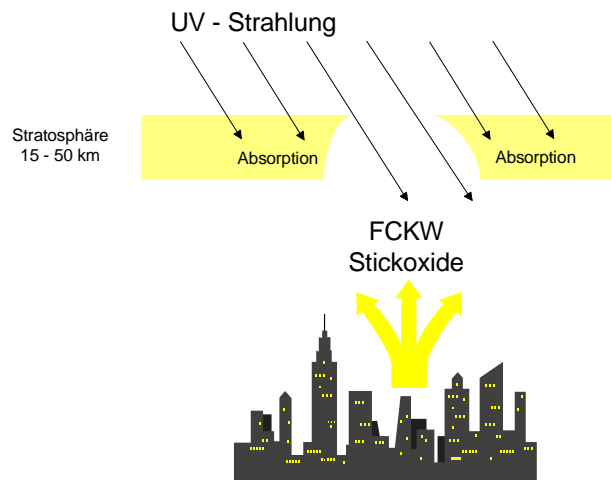 UV - Strahlung
Stratosphäre
15 - 50 km
Absorption
Absorption
FCKW
Stickoxide